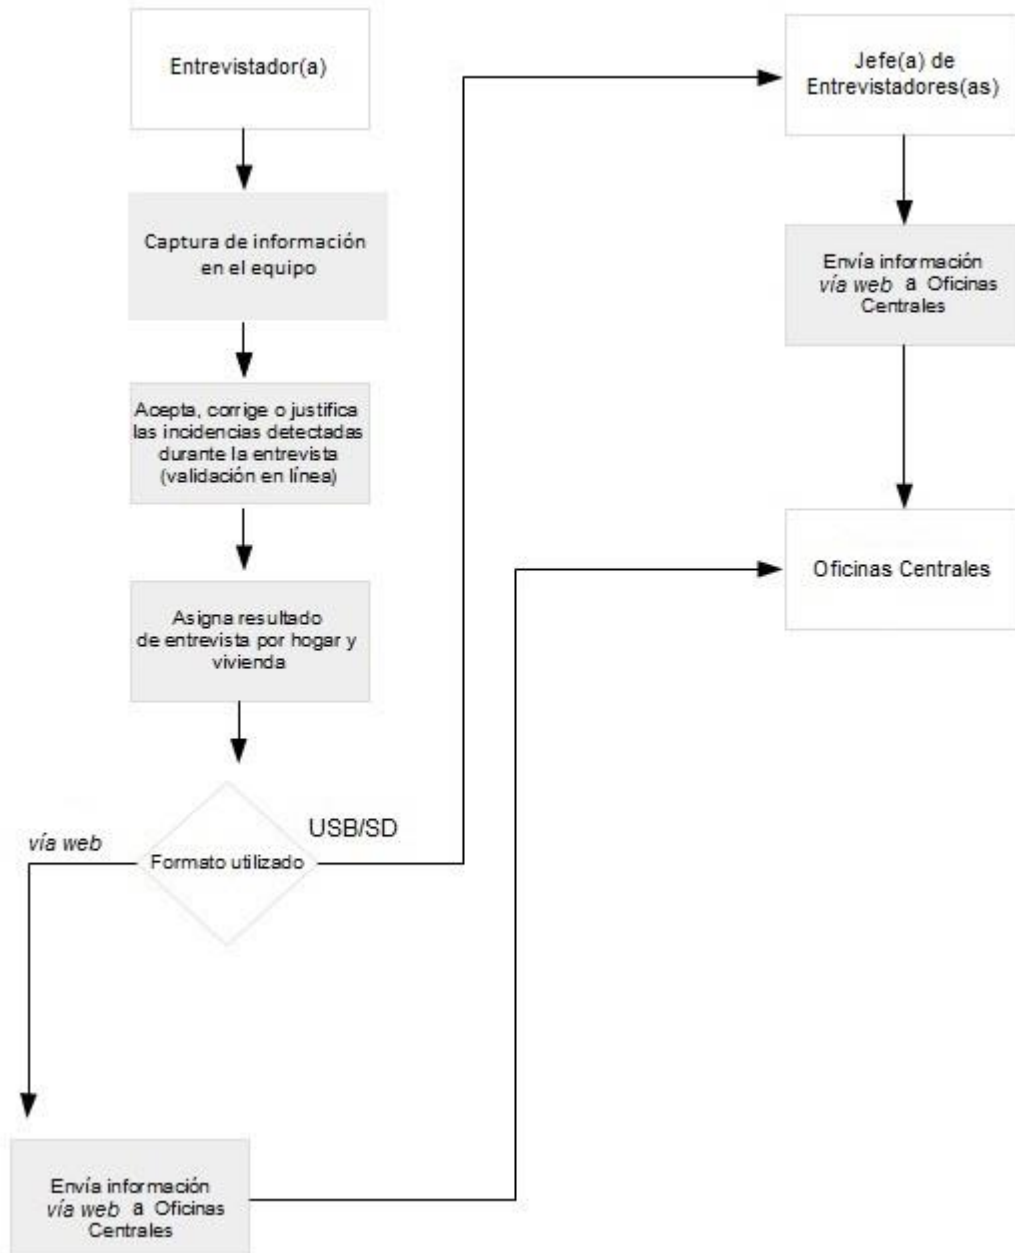 Entrevistador(a)
Captura de información
en el equipo
Acepta, corrige o justifica
las incidencias detectadas
durante la entrevista
(validación en línea)
Asigna resultado
de entrevista por hogar y
vivienda
vía web
Formato utilizado
USB/SD
Envía información
vía web a Oficinas
Centrales
Jefe(a) de
Entrevistadores(as)
Envía información
vía web a Oficinas
Centrales
Oficinas Centrales